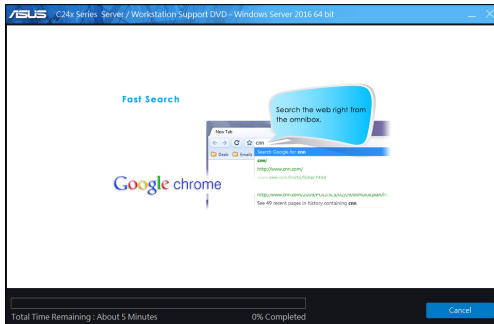 ASUS C24x Series Server / Workstation Support DVD – Windows Server 2016 64 bit
Fast Search
Search the web right from
the omnibox.
New Tab
cnn
Desk Emails
Search Google for cnn
cnn/
http://www.cnn.com/
See 49 recent pages in history containing cnn
Google chrome
Total Time Remaining : About 5 Minutes 0% Completed
Cancel